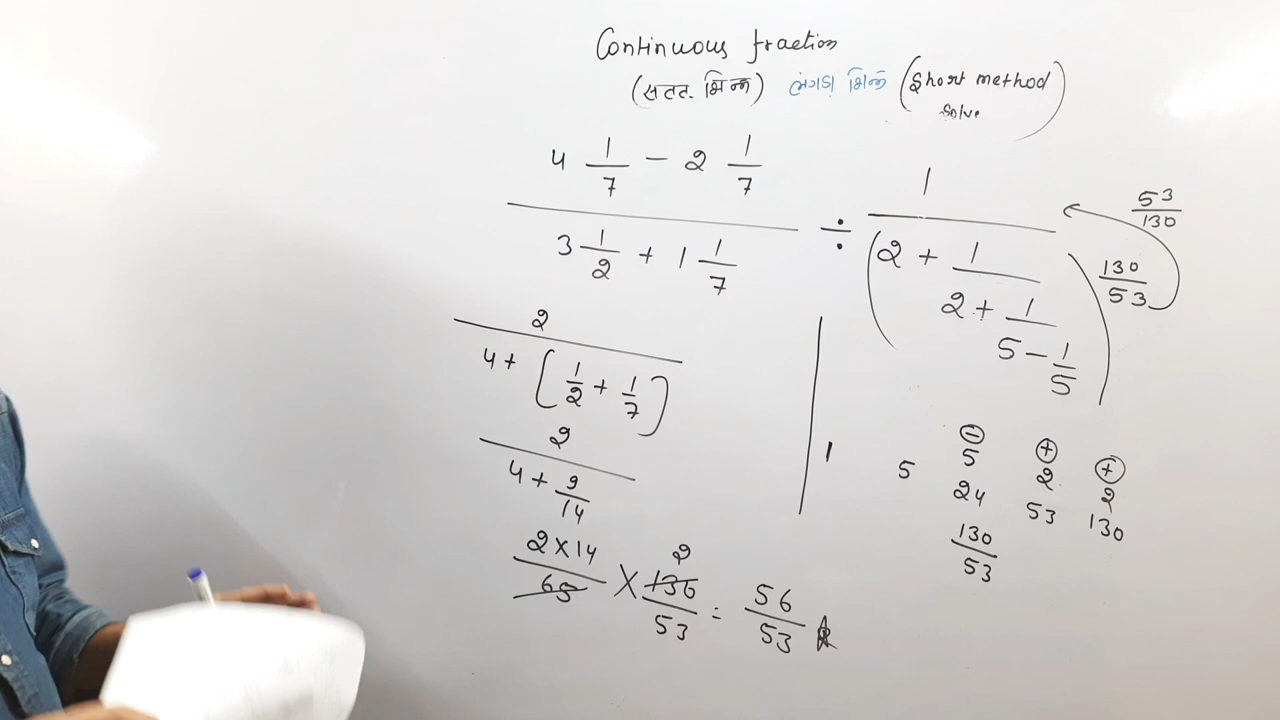 Continuous fraction
(सतत. भिन्न) लंगडा भिन्न (Short method
solve)
4 1/7 − 2 1/7
3 1/2 + 1 1/7
÷
1
(2 + 1
2 + 1
5 − 1/5)
130/53
53/130
2
4 + [1/2 + 1/7]
2
4 + 9/14
2 × 14 / 65 × 130 / 53 = 56/53
2
1
⊖ ⊕ ⊕
5 5 2 2
24 53 130
130/53